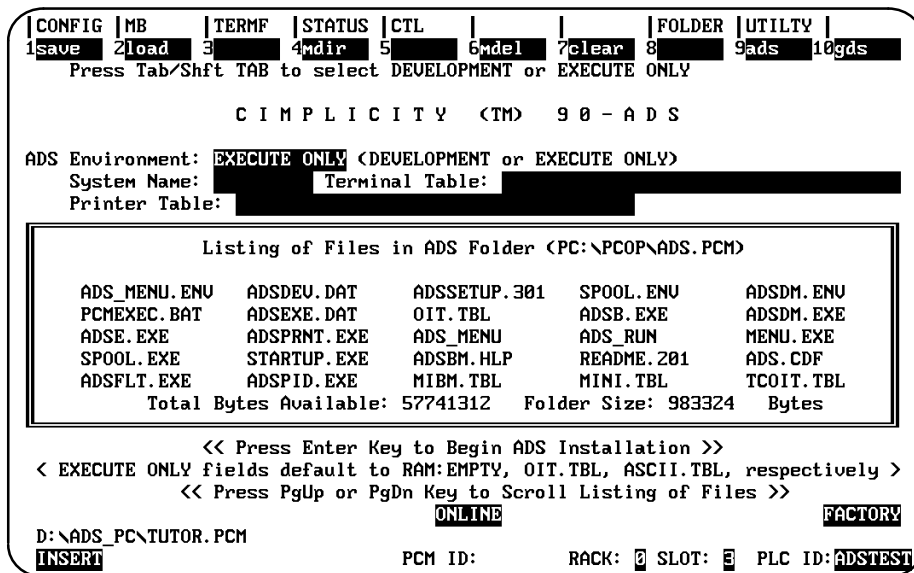 |CONFIG |MB |TERMF |STATUS |CTL | | |FOLDER |UTILTY |
1save 2load 3 4mdir 5 6mdel 7clear 8 9ads 10gds
Press Tab/Shft TAB to select DEVELOPMENT or EXECUTE ONLY
C I M P L I C I T Y (TM) 9 0 - A D S
ADS Environment: EXECUTE ONLY (DEVELOPMENT or EXECUTE ONLY)
System Name: Terminal Table:
Printer Table:
Listing of Files in ADS Folder (PC:\PCOP\ADS.PCM)
ADS_MENU.ENV ADSDEV.DAT ADSSETUP.301 SPOOL.ENV ADSDM.ENV
PCMEXEC.BAT ADSEXE.DAT OIT.TBL ADSB.EXE ADSDM.EXE
ADSE.EXE ADSPRNT.EXE ADS_MENU ADS_RUN MENU.EXE
SPOOL.EXE STARTUP.EXE ADSBM.HLP README.201 ADS.CDF
ADSFLT.EXE ADSPID.EXE MIBM.TBL MINI.TBL TCOIT.TBL
Total Bytes Available: 57741312 Folder Size: 983324 Bytes
<< Press Enter Key to Begin ADS Installation >>
< EXECUTE ONLY fields default to RAM:EMPTY, OIT.TBL, ASCII.TBL, respectively >
<< Press PgUp or PgDn Key to Scroll Listing of Files >>
ONLINE FACTORY
D:\ADS_PC\TUTOR.PCM
INSERT PCM ID: RACK: 0 SLOT: 3 PLC ID:ADSTEST